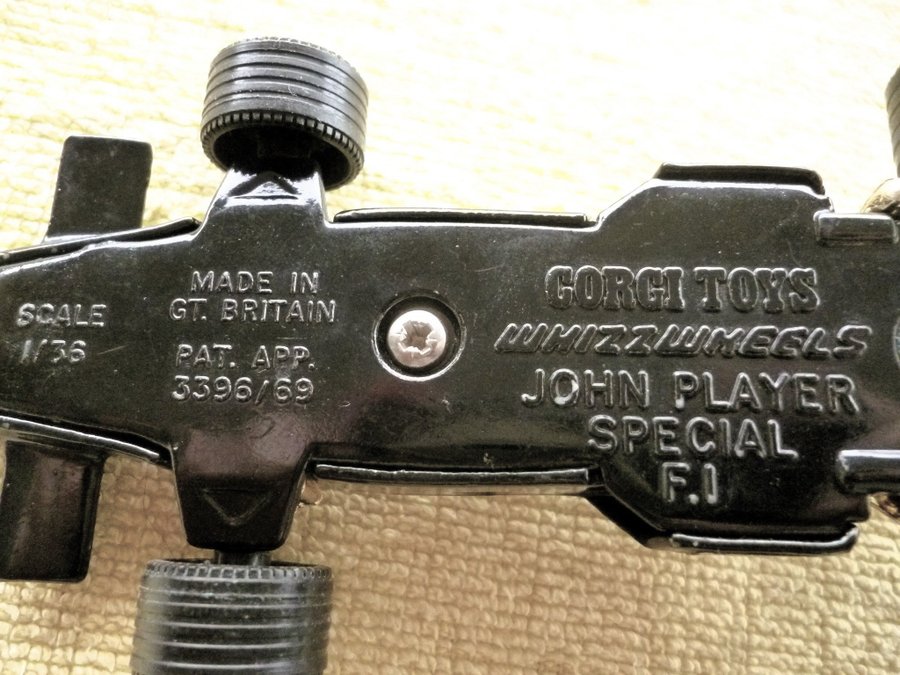 SCALE
1/36
MADE IN
GT. BRITAIN
PAT. APP.
3396/69
CORGI TOYS
WHIZZWHEELS
JOHN PLAYER
SPECIAL
F.1